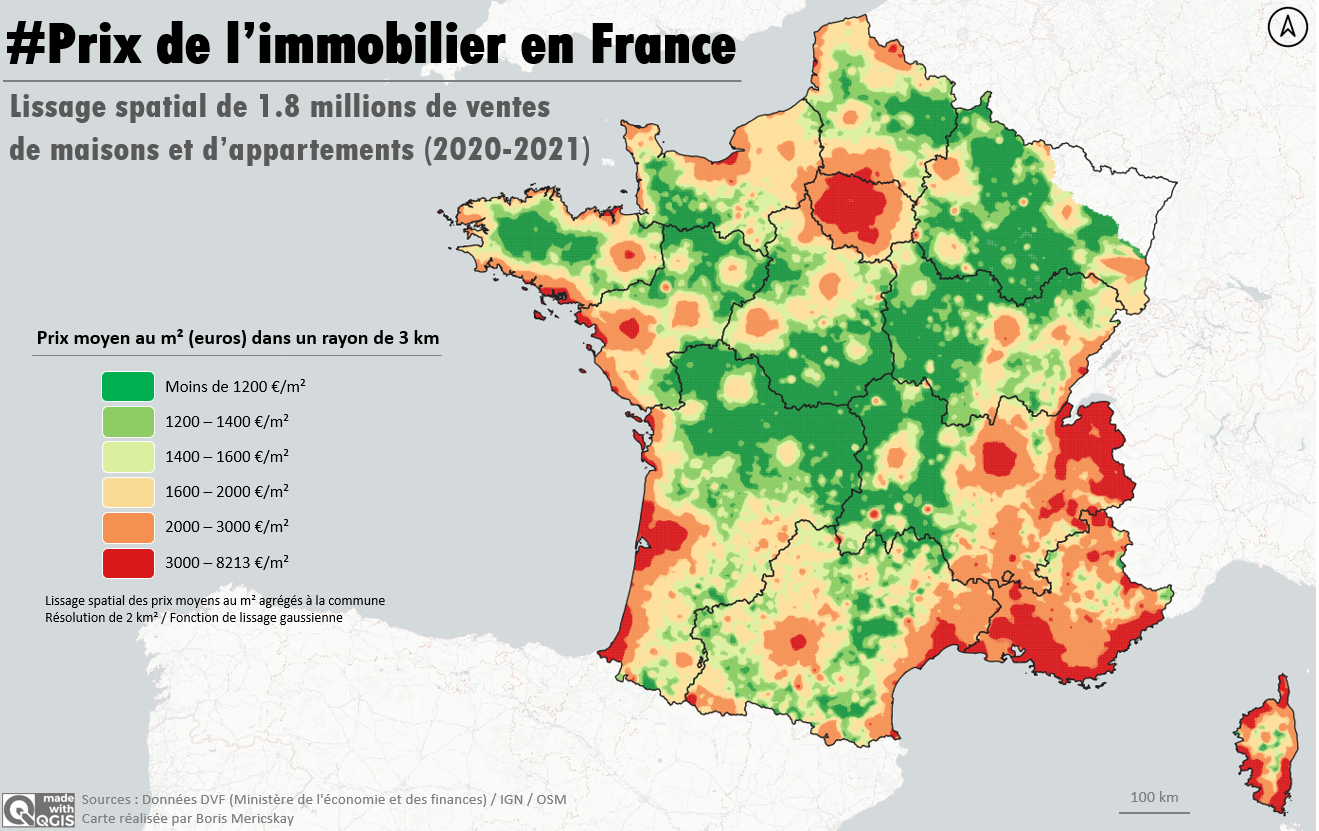 #Prix de l’immobilier en France
Lissage spatial de 1.8 millions de ventes
de maisons et d’appartements (2020-2021)
Prix moyen au m² (euros) dans un rayon de 3 km
Moins de 1200 €/m²
1200 – 1400 €/m²
1400 – 1600 €/m²
1600 – 2000 €/m²
2000 – 3000 €/m²
3000 – 8213 €/m²
Lissage spatial des prix moyens au m² agrégés à la commune
Résolution de 2 km² / Fonction de lissage gaussienne
made
with
QGIS
Sources : Données DVF (Ministère de l'économie et des finances) / IGN / OSM
Carte réalisée par Boris Mericskay
100 km